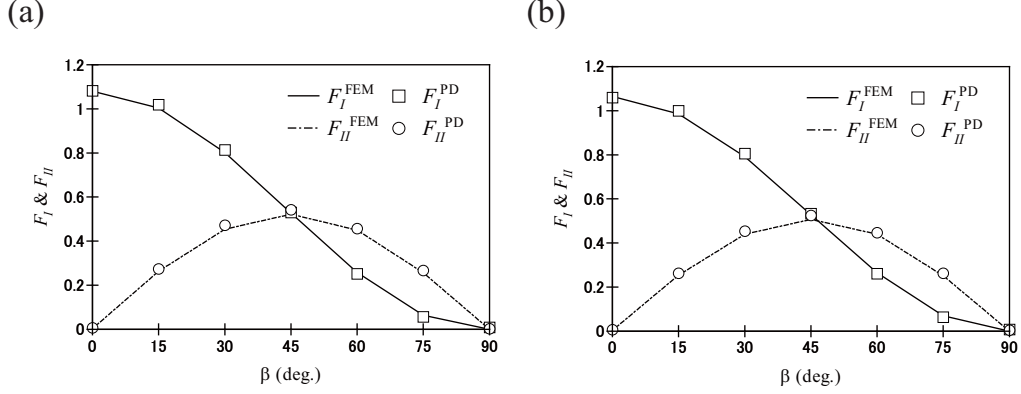 (a)
1.2
1
0.8
0.6
0.4
0.2
0
F_I & F_II
F_I^FEM F_I^PD
F_II^FEM F_II^PD
0 15 30 45 60 75 90
β (deg.)
(b)
1.2
1
0.8
0.6
0.4
0.2
0
F_I & F_II
F_I^FEM F_I^PD
F_II^FEM F_II^PD
0 15 30 45 60 75 90
β (deg.)